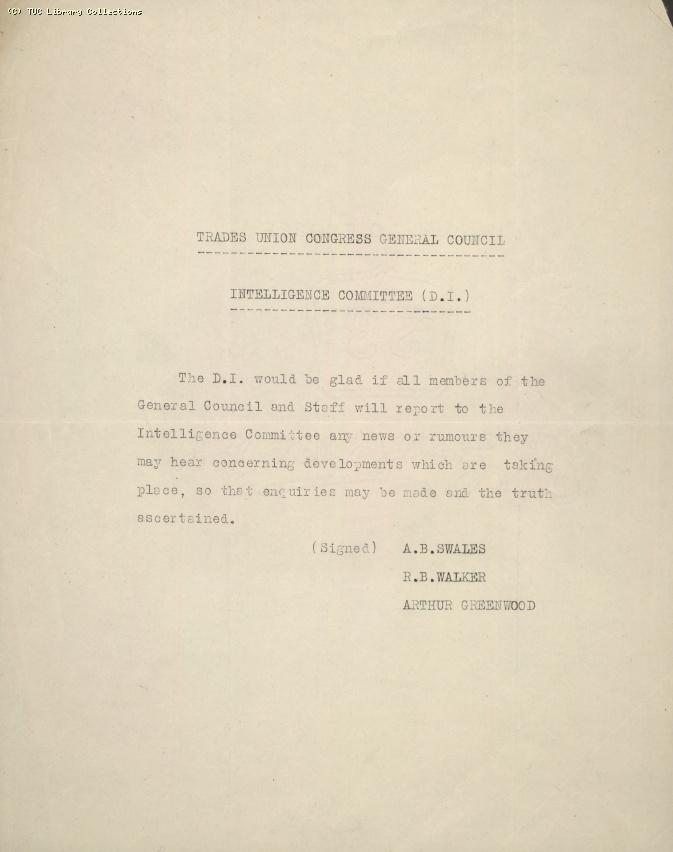 (C) TUC Library Collections
TRADES UNION CONGRESS GENERAL COUNCIL
INTELLIGENCE COMMITTEE (D.I.)
The D.I. would be glad if all members of the
General Council and Staff will report to the
Intelligence Committee any news or rumours they
may hear concerning developments which are taking
place, so that enquiries may be made and the truth
ascertained.
(Signed) A.B.SWALES
R.B.WALKER
ARTHUR GREENWOOD